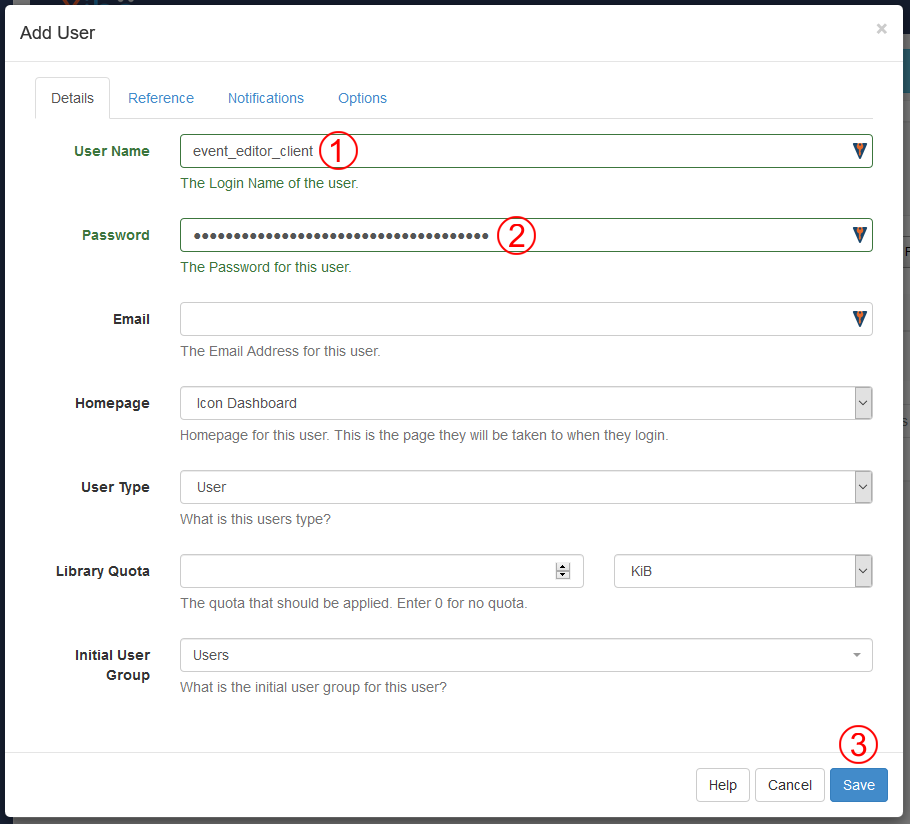 Add User ×
Details Reference Notifications Options
User Name event_editor_client 1
The Login Name of the user.
Password ●●●●●●●●●●●●●●●●●●●●●●●●●●●●●●●●●●●●● 2
The Password for this user.
Email
The Email Address for this user.
Homepage Icon Dashboard
Homepage for this user. This is the page they will be taken to when they login.
User Type User
What is this users type?
Library Quota KiB
The quota that should be applied. Enter 0 for no quota.
Initial User Group Users
What is the initial user group for this user?
3
Help Cancel Save